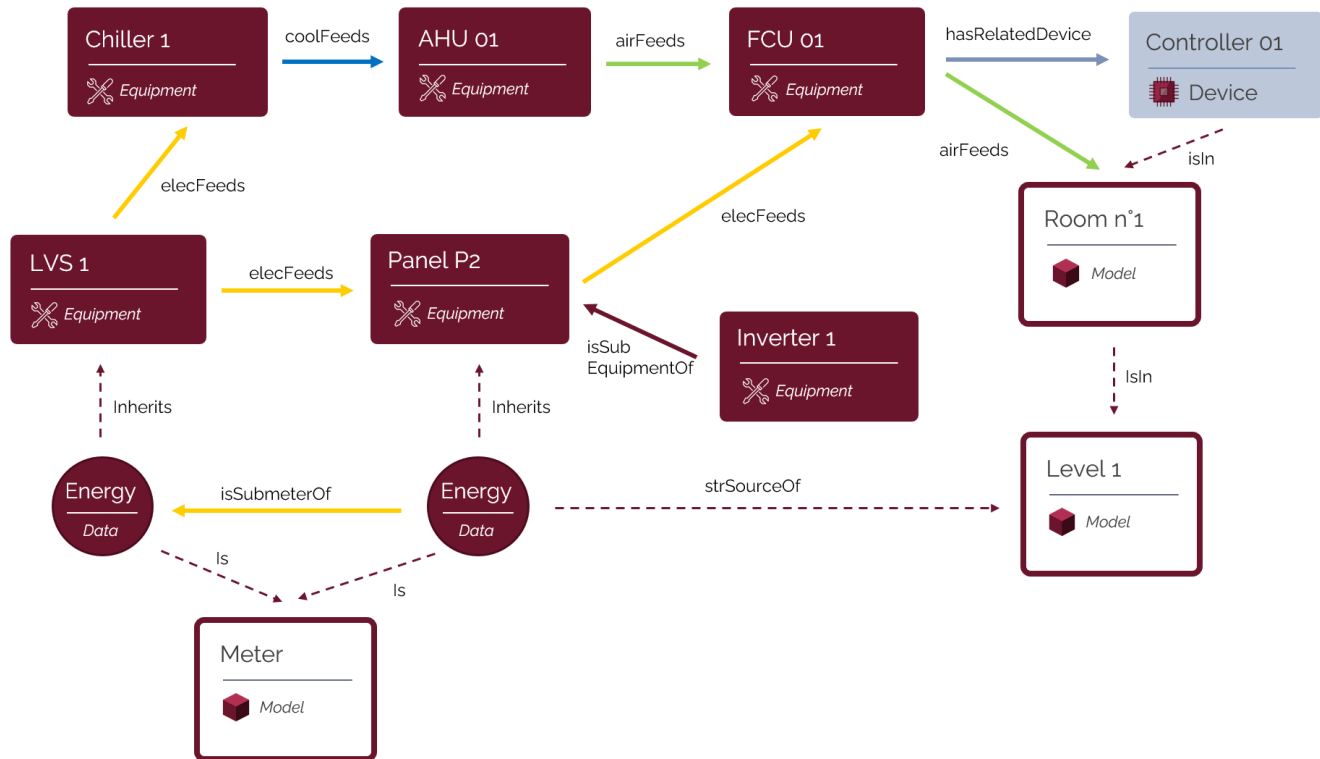 Chiller 1
Equipment
coolFeeds
AHU 01
Equipment
airFeeds
FCU 01
Equipment
hasRelatedDevice
Controller 01
Device
airFeeds
isIn
elecFeeds
elecFeeds
LVS 1
Equipment
elecFeeds
Panel P2
Equipment
Room n°1
Model
isSub
EquipmentOf
Inverter 1
Equipment
Inherits
Inherits
IsIn
Energy
Data
isSubmeterOf
Energy
Data
strSourceOf
Level 1
Model
Is
Is
Meter
Model